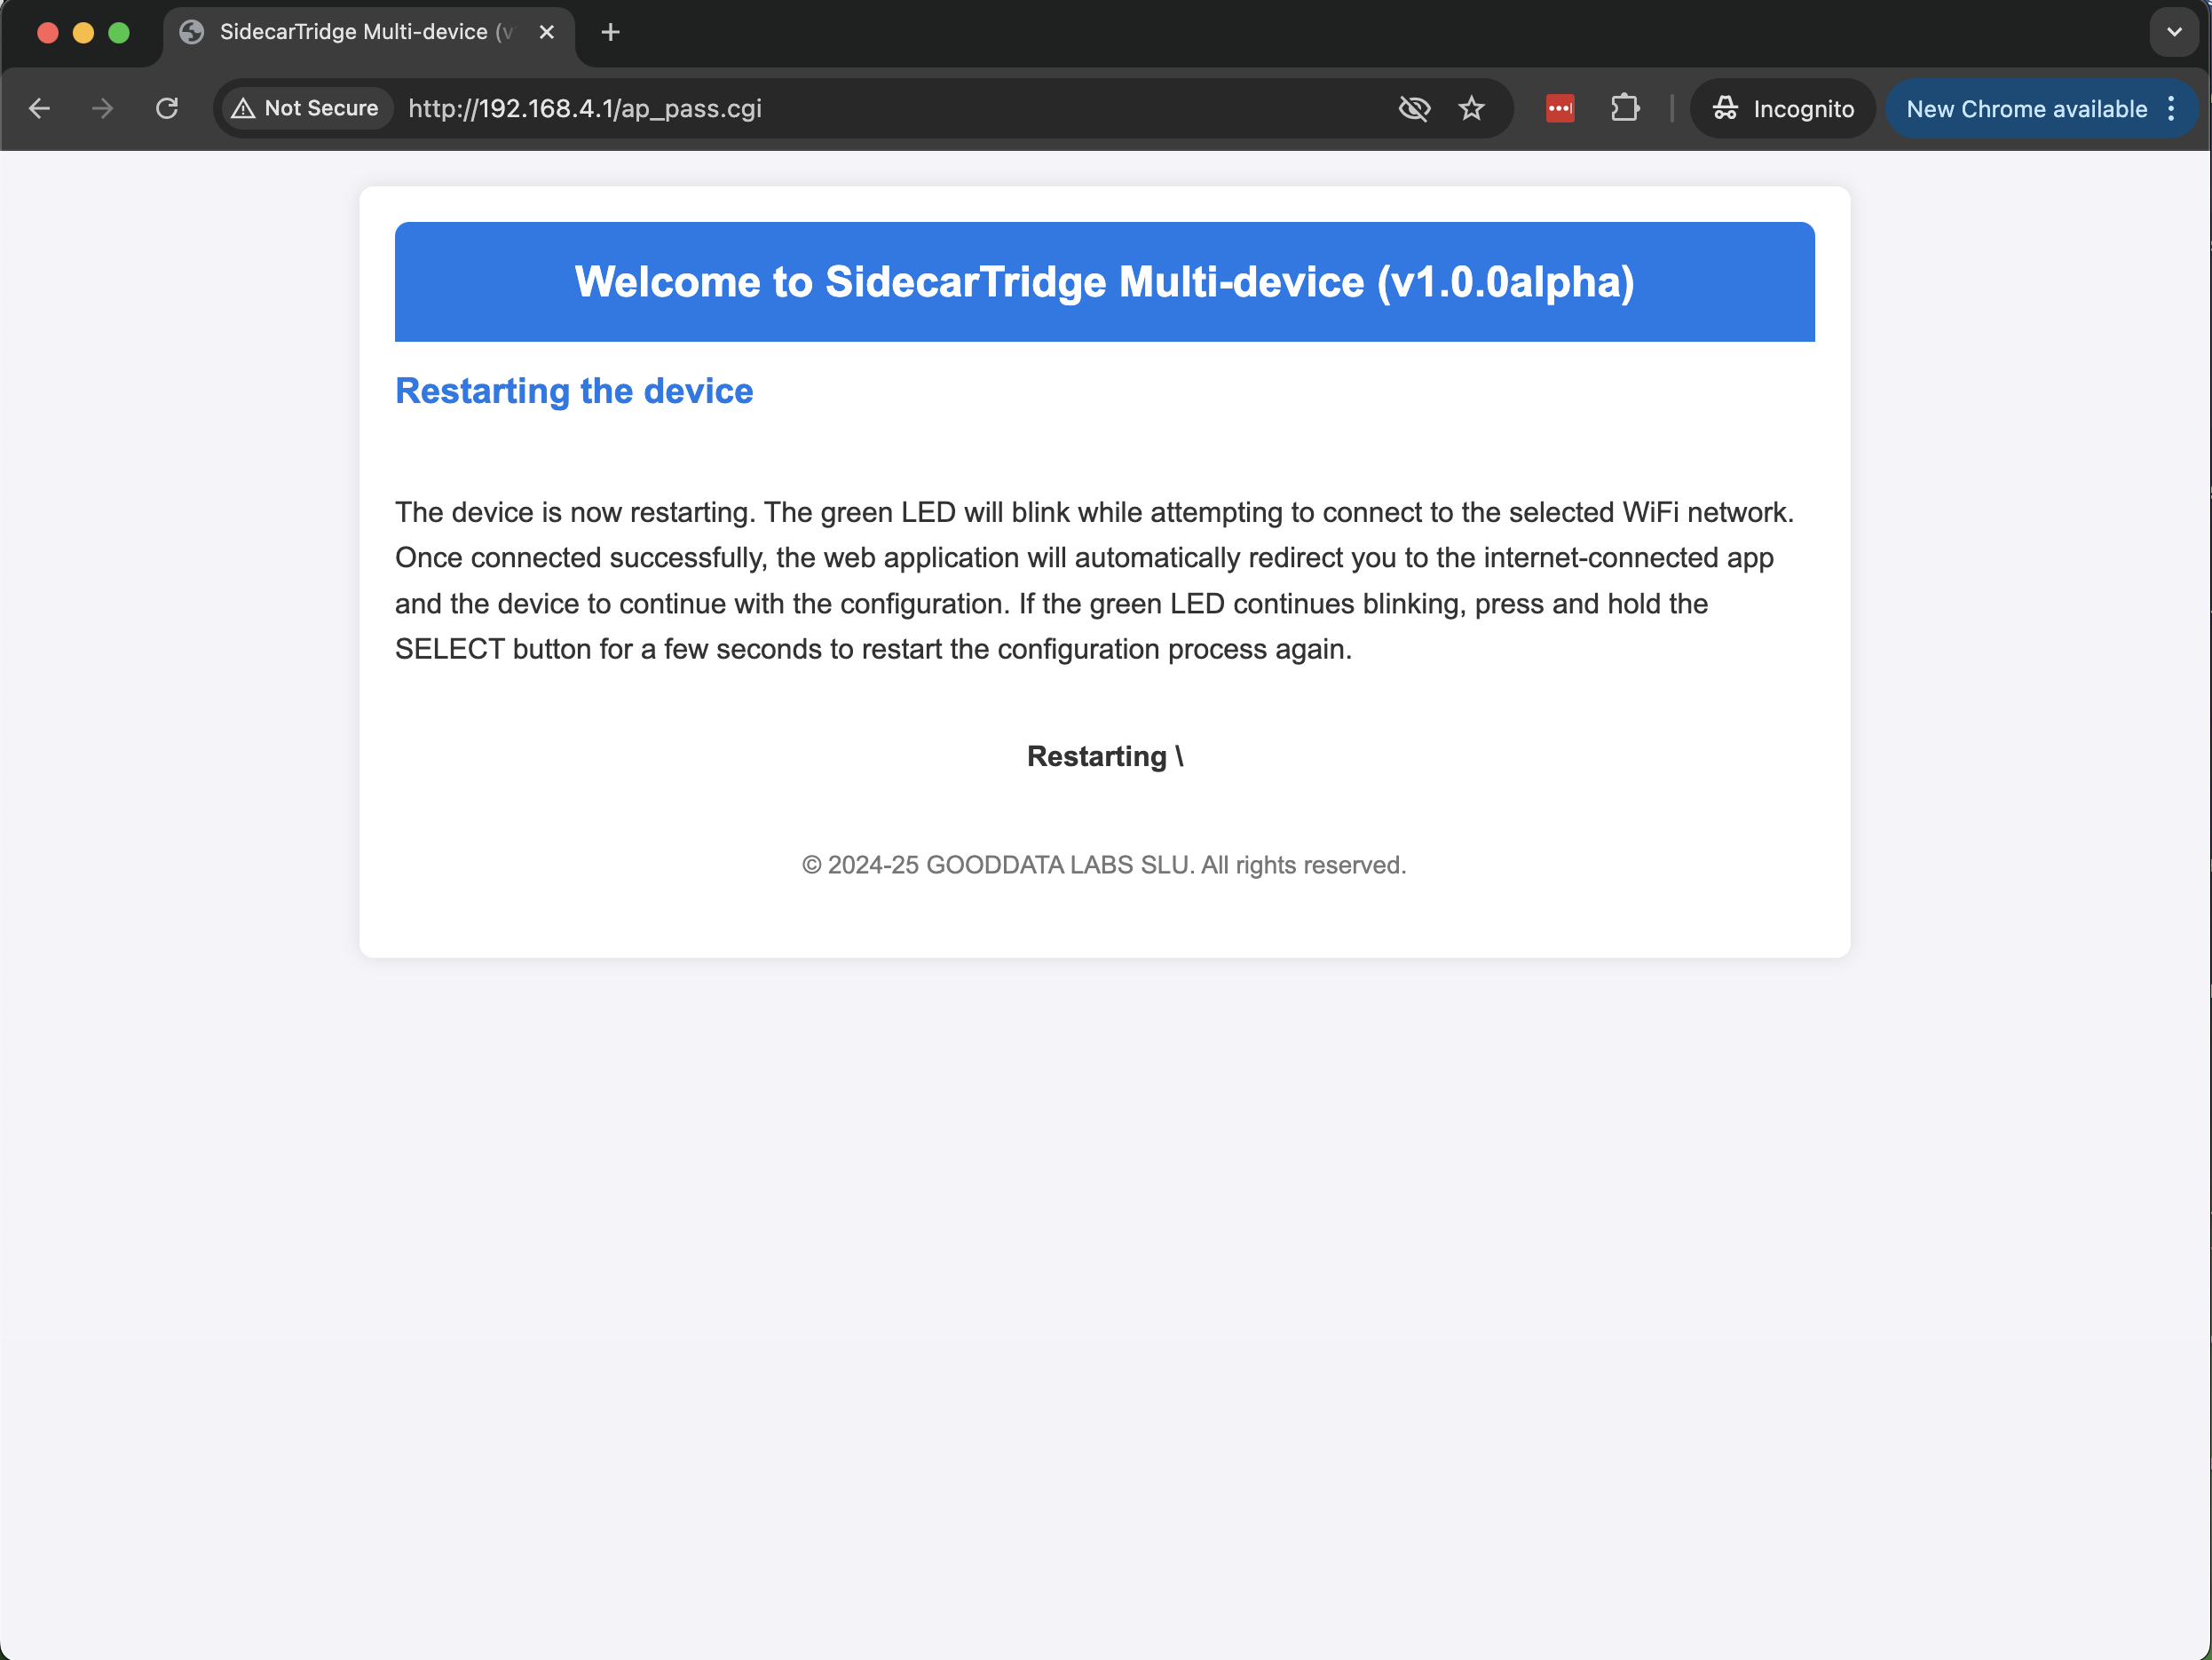 SidecarTridge Multi-device (v
Not Secure
http://192.168.4.1/ap_pass.cgi
Incognito
New Chrome available
Welcome to SidecarTridge Multi-device (v1.0.0alpha)
Restarting the device
The device is now restarting. The green LED will blink while attempting to connect to the selected WiFi network.
Once connected successfully, the web application will automatically redirect you to the internet-connected app
and the device to continue with the configuration. If the green LED continues blinking, press and hold the
SELECT button for a few seconds to restart the configuration process again.
Restarting \
© 2024-25 GOODDATA LABS SLU. All rights reserved.